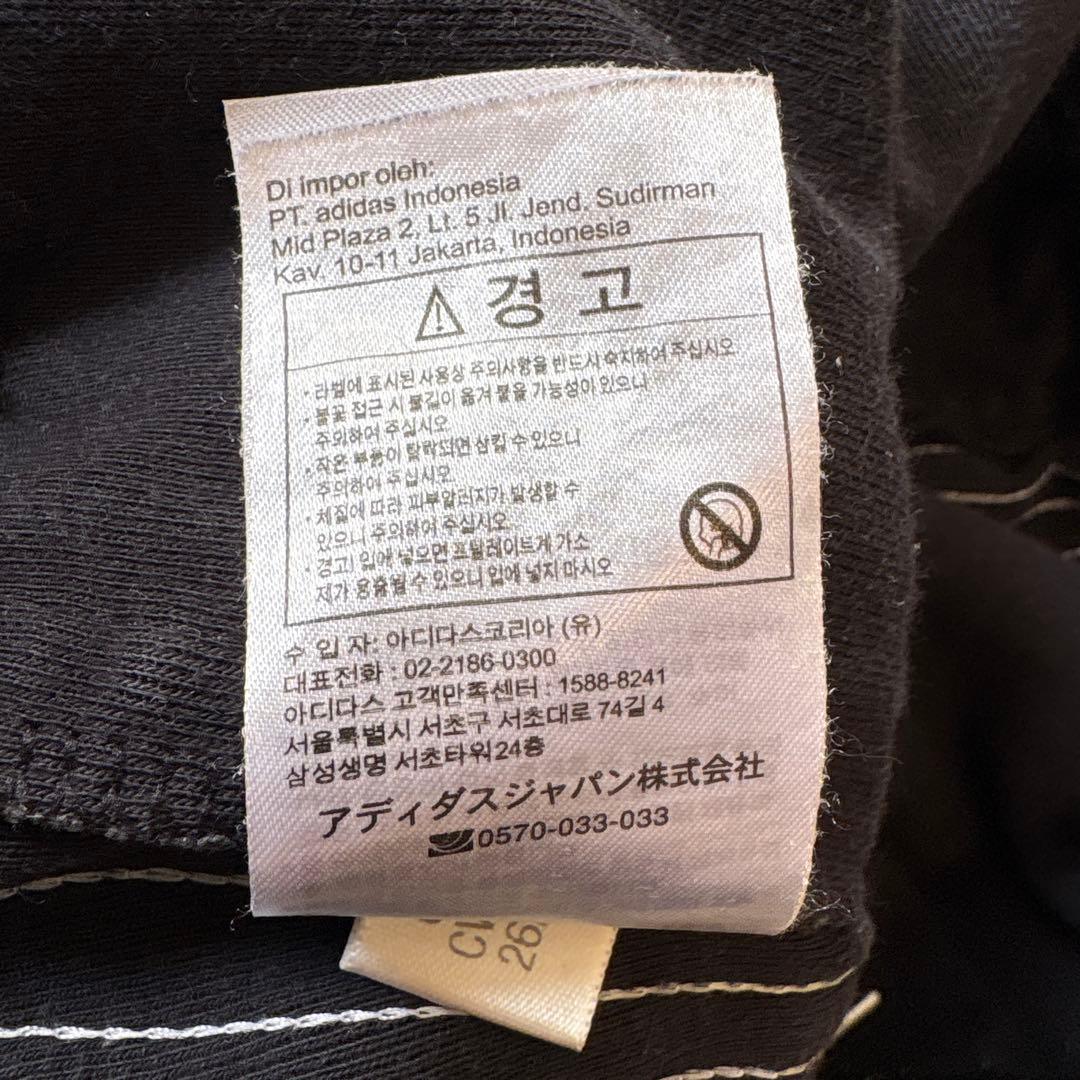 Di impor oleh:
PT. adidas Indonesia
Mid Plaza 2, Lt. 5 Jl. Jend. Sudirman
Kav. 10-11 Jakarta, Indonesia
경 고
· 라벨에 표시된 사용상 주의사항을 반드시 숙지하여 주십시오
· 불꽃 접근 시 불길이 옮겨 붙을 가능성이 있으니
주의하여 주십시오
· 작은 부품이 탈락되면 삼킬 수 있으니
주의하여 주십시오
· 체질에 따라 피부알러지가 발생할 수
있으니 주의하여 주십시오
· 경고! 입에 넣으면 프탈레이트계 가소
제가 용출될 수 있으니 입에 넣지 마시오
수 입 자: 아디다스코리아 (유)
대표전화 : 02-2186-0300
아디다스 고객만족센터 : 1588-8241
서울특별시 서초구 서초대로 74길 4
삼성생명 서초타워 24층
アディダスジャパン株式会社
0570-033-033